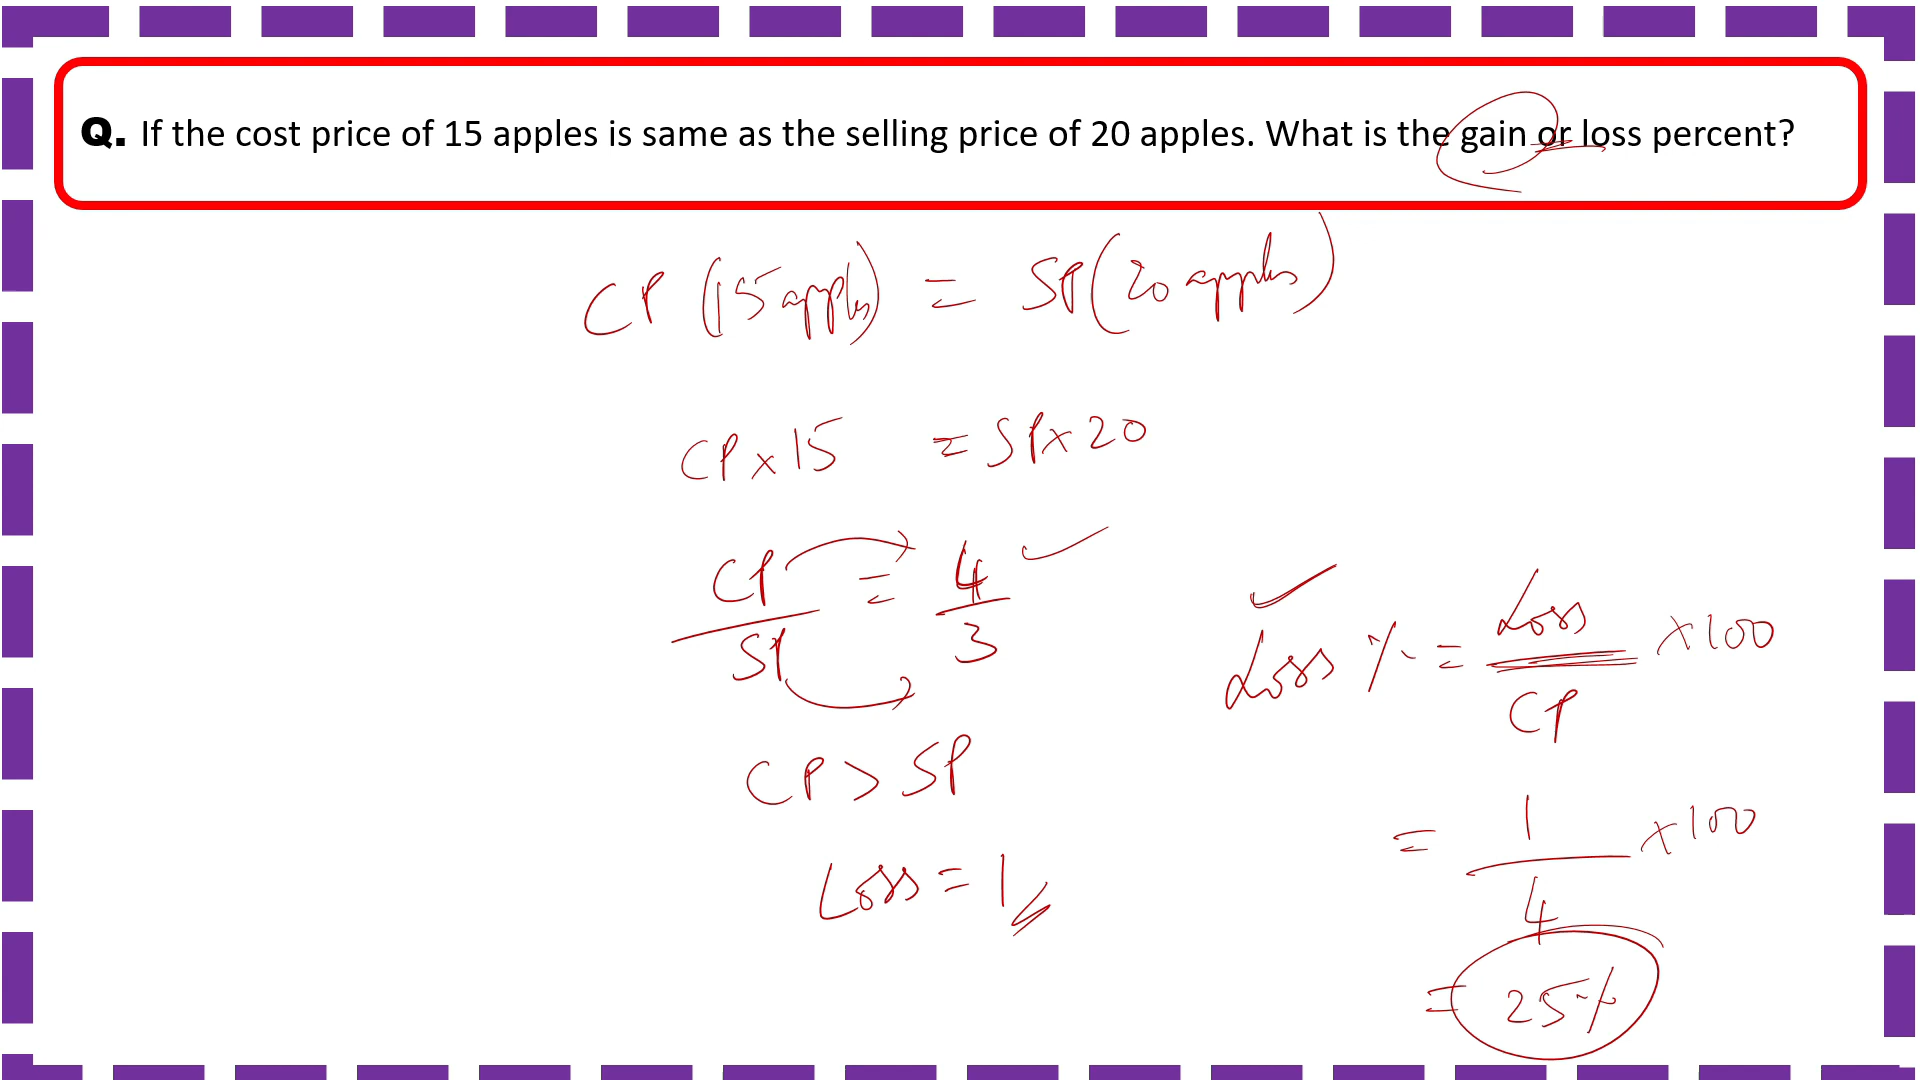 Q. If the cost price of 15 apples is same as the selling price of 20 apples. What is the gain or loss percent?
CP (15 apples) = SP (20 apples)
CP x 15 = SP x 20
CP/SP = 4/3
CP > SP
Loss = 1
Loss % = Loss/CP x 100
= 1/4 x 100
= 25%